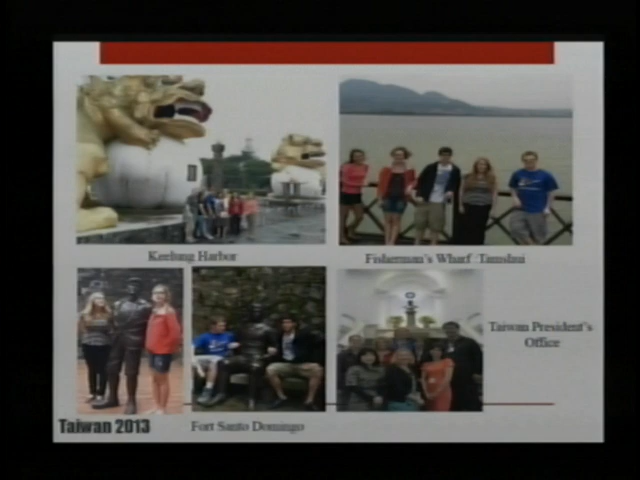 Keelung Harbor
Fisherman's Wharf Tamshui
Taiwan President's
Office
Taiwan 2013
Fort Santo Domingo